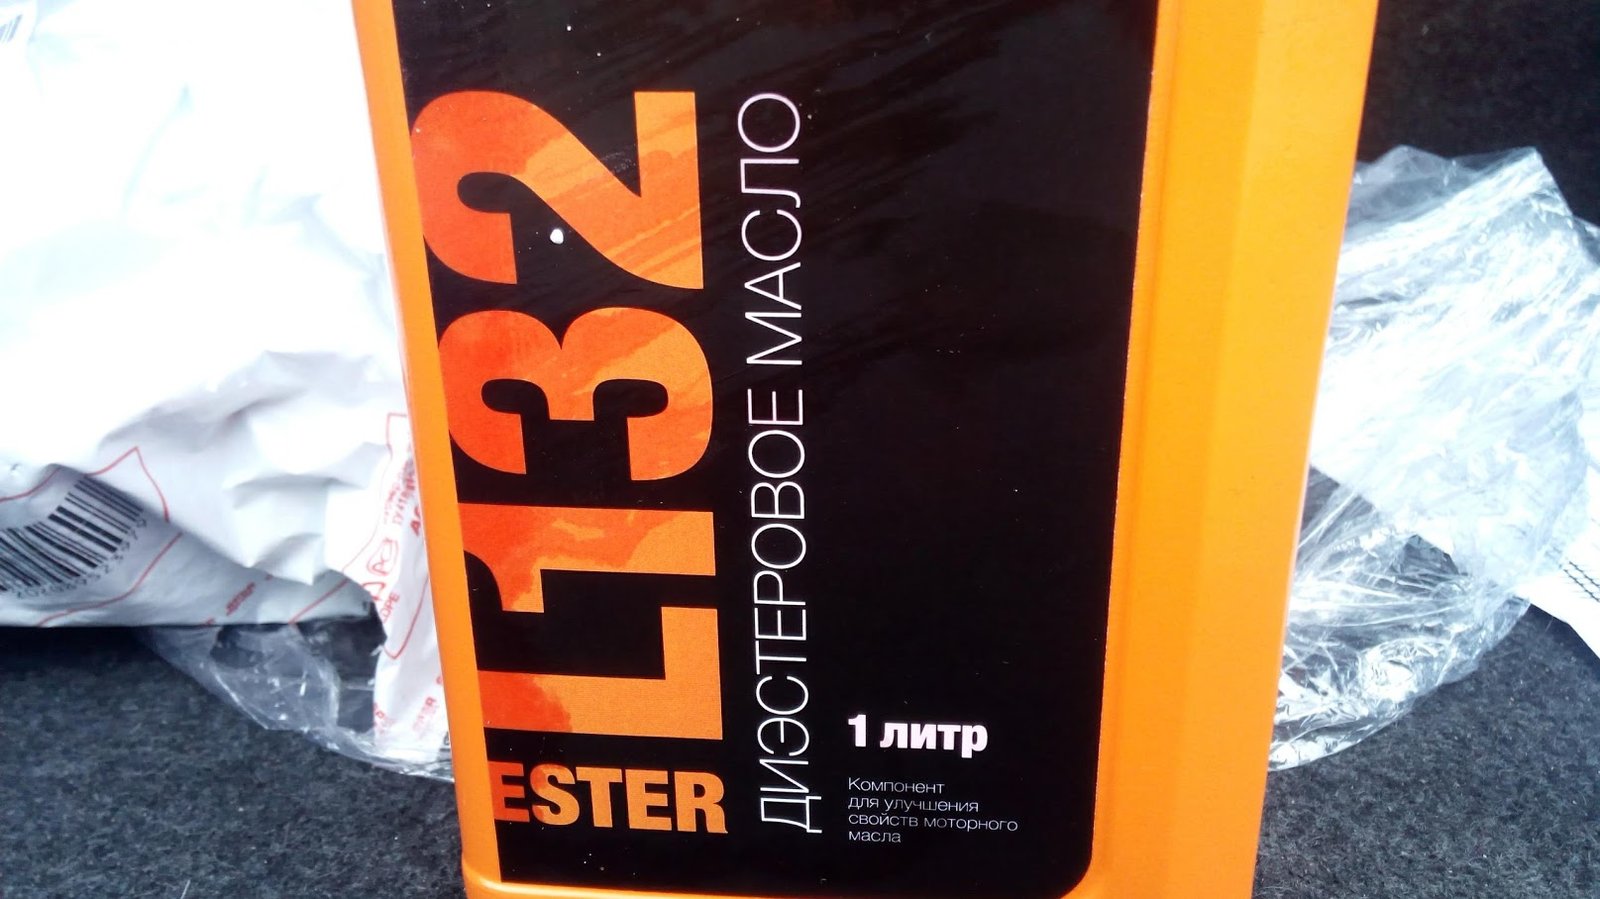 L132
ESTER
ДИЭСТЕРОВОЕ МАСЛО
1 литр
Компонент
для улучшения
свойств моторного
масла